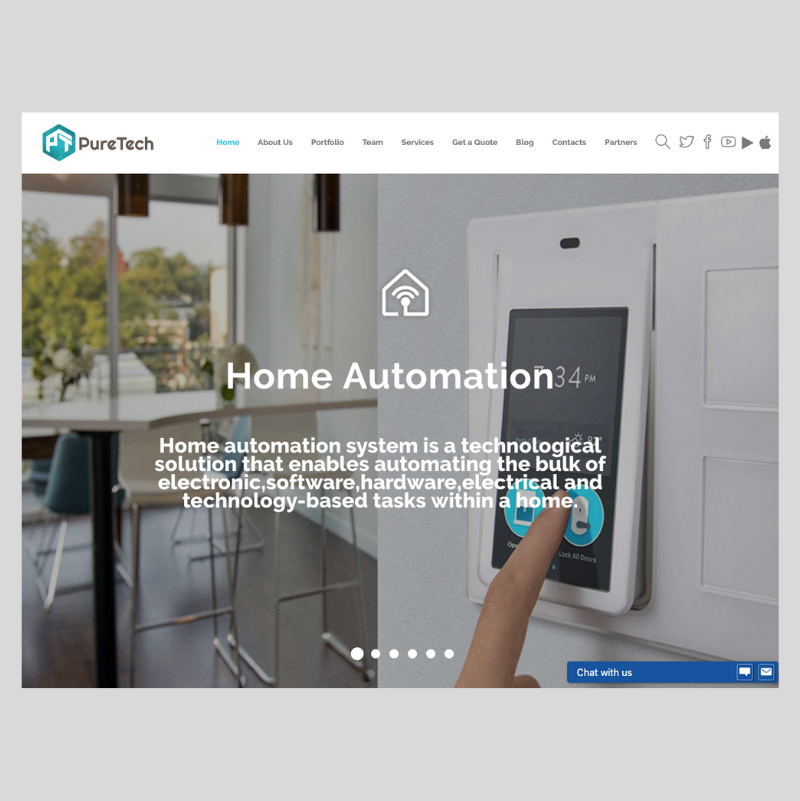 PT PureTech
Home About Us Portfolio Team Services Get a Quote Blog Contacts Partners
Home Automation
7:34 PM
Home automation system is a technological
solution that enables automating the bulk of
electronic,software,hardware,electrical and
technology-based tasks within a home.
Lock All Doors
Chat with us